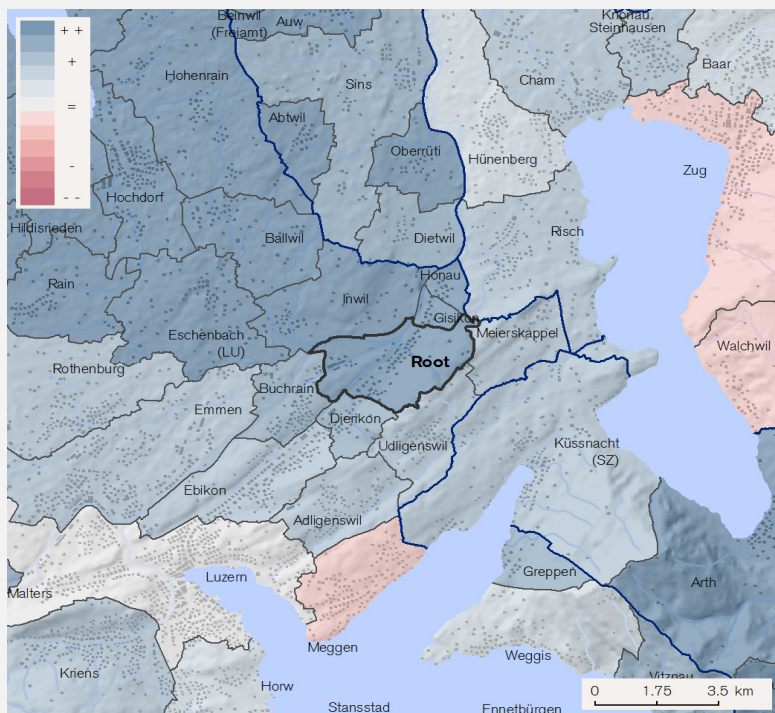 Beinwil
(Freiamt)
Auw
Knonau
Steinhausen
+ +
+
=
-
- -
Hohenrain
Sins
Cham
Baar
Abtwil
Oberrüti
Hünenberg
Zug
Hochdorf
Hildisrieden
Ballwil
Dietwil
Risch
Rain
Honau
Inwil
Gisikon
Eschenbach
(LU)
Meierskappel
Root
Walchwil
Rothenburg
Buchrain
Emmen
Dierikon
Udligenswil
Küssnacht
(SZ)
Ebikon
Adligenswil
Luzern
Greppen
Arth
Malters
Meggen
Weggis
Kriens
Vitznau
Horw
Stansstad
Ennetbürgen
0 1.75 3.5 km